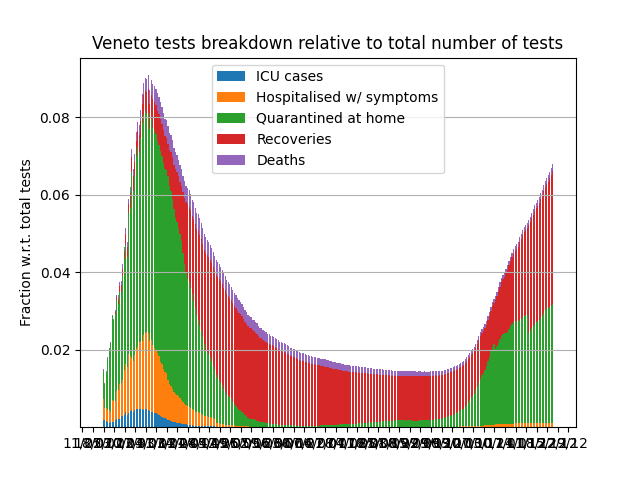 Veneto tests breakdown relative to total number of tests
ICU cases
Hospitalised w/ symptoms
Quarantined at home
Recoveries
Deaths
Fraction w.r.t. total tests
0.08
0.06
0.04
0.02